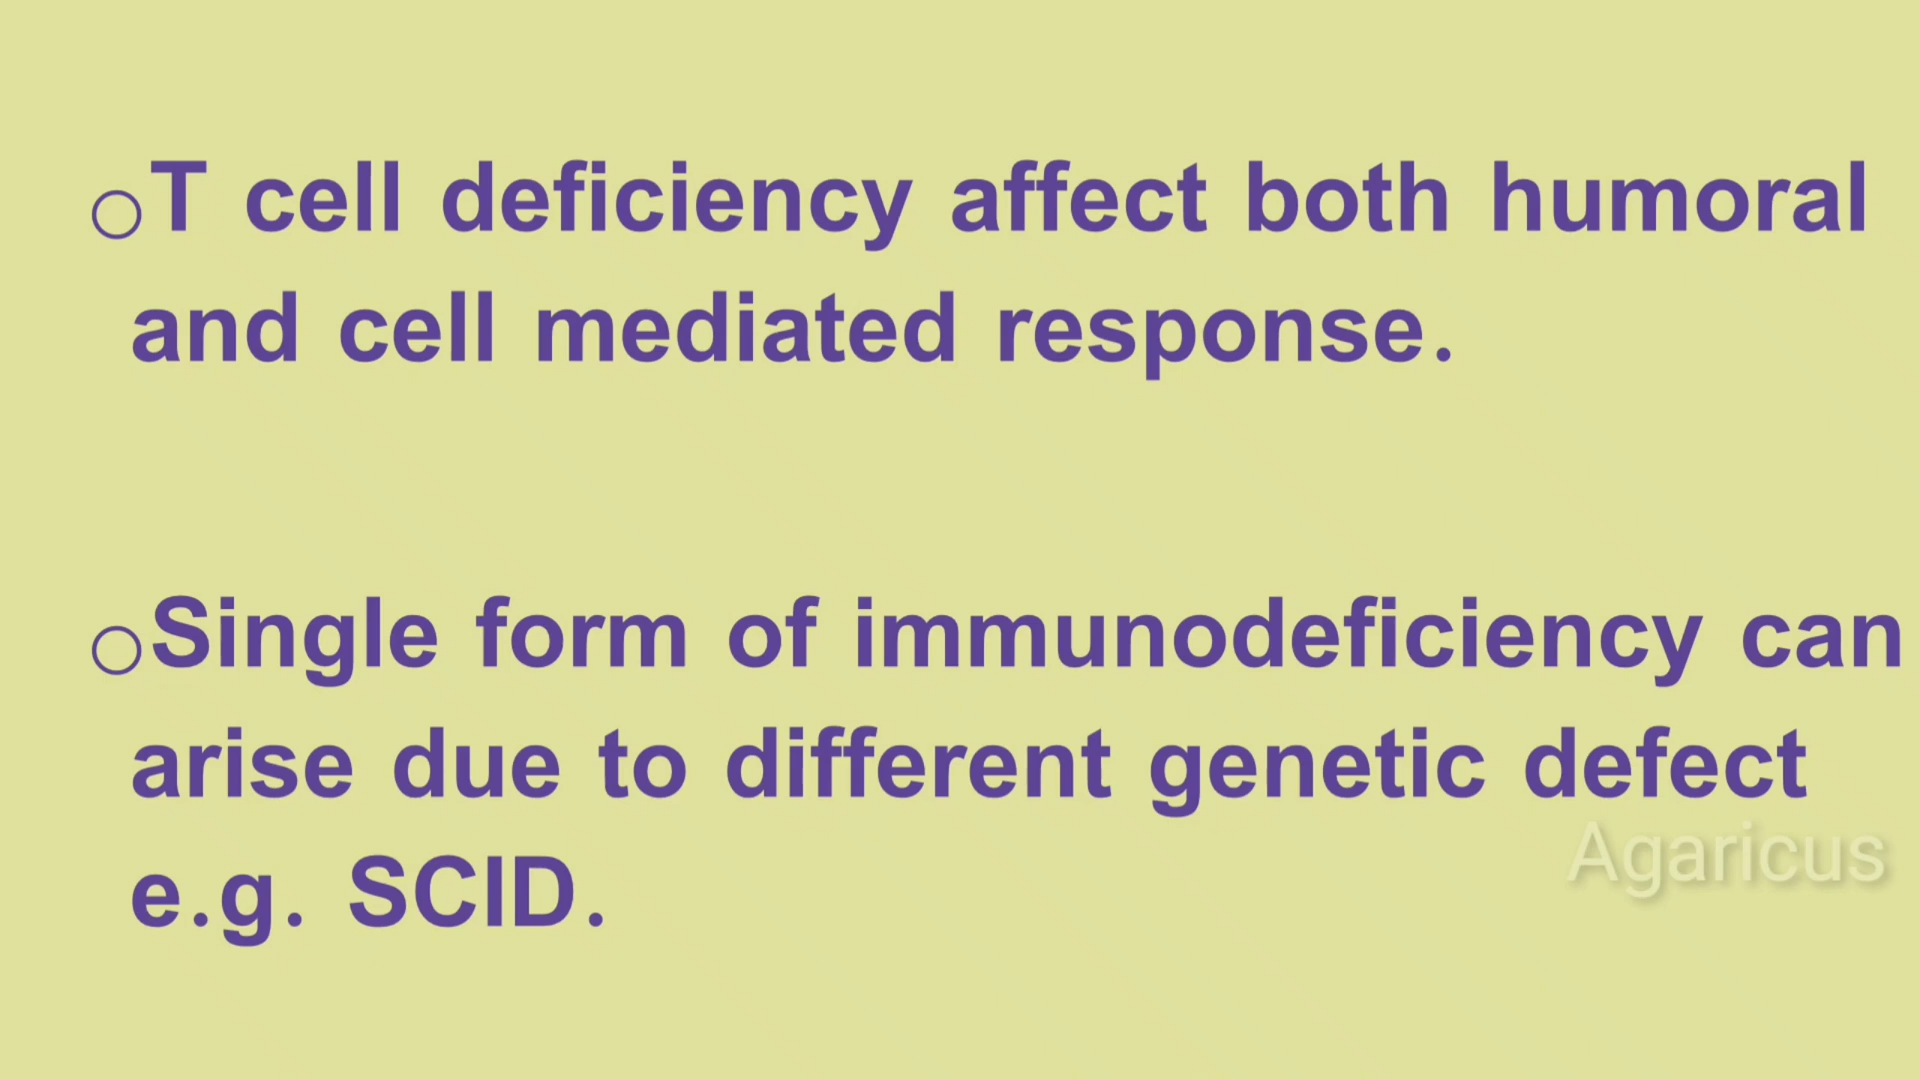 ○T cell deficiency affect both humoral
and cell mediated response.
○Single form of immunodeficiency can
arise due to different genetic defect
Agaricus
e.g. SCID.